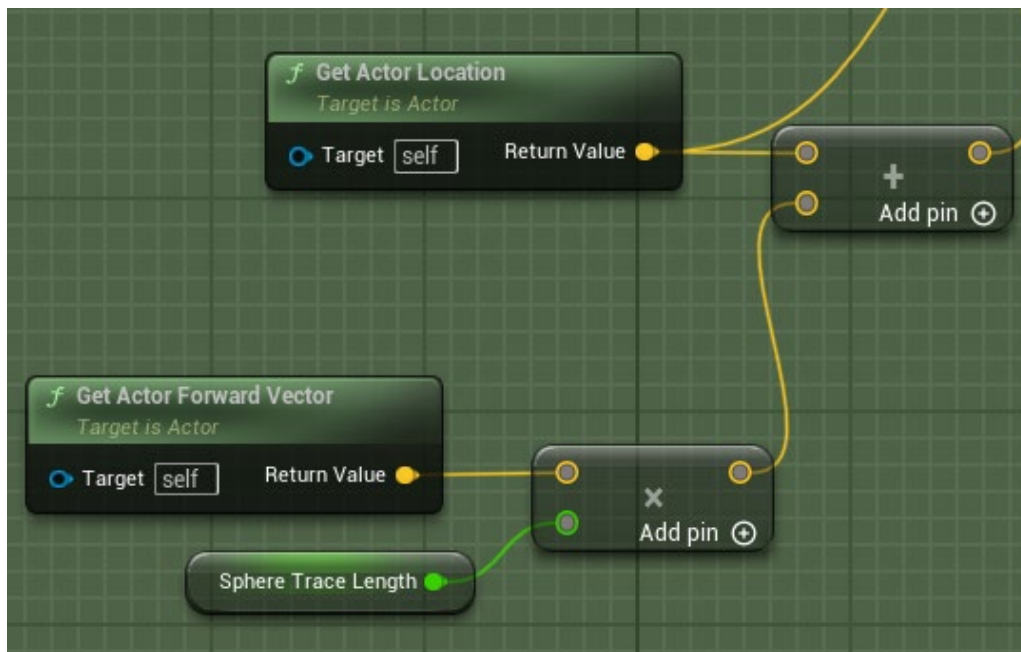 f Get Actor Location
Target is Actor
Target self Return Value
+
Add pin
f Get Actor Forward Vector
Target is Actor
Target self Return Value
×
Add pin
Sphere Trace Length